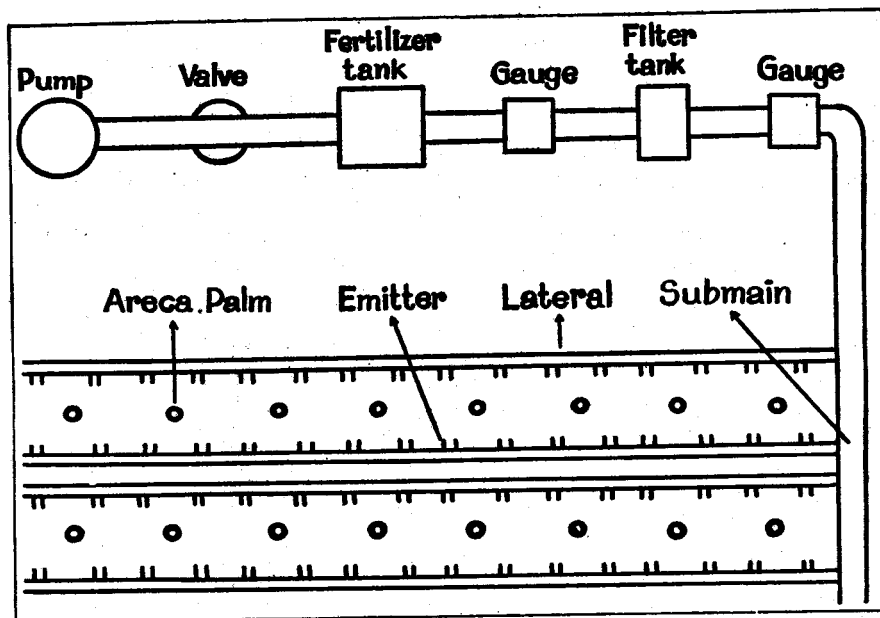 Pump
Valve
Fertilizer
tank
Gauge
Filter
tank
Gauge
Areca.Palm
Emitter
Lateral
Submain